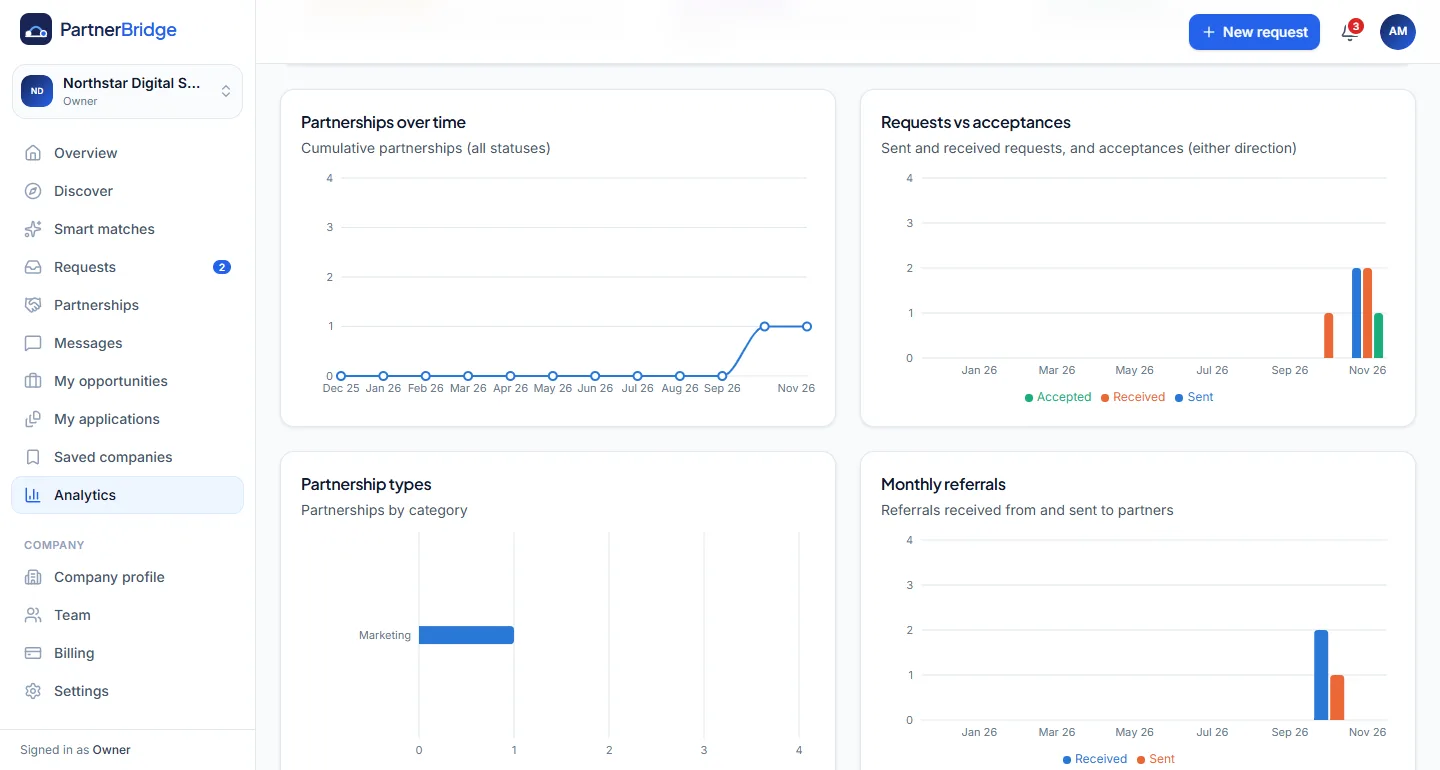 PartnerBridge
New request
3
AM
ND
Northstar Digital S...
Owner
Overview
Discover
Smart matches
Requests
2
Partnerships
Messages
My opportunities
My applications
Saved companies
Analytics
COMPANY
Company profile
Team
Billing
Settings
Signed in as Owner
Partnerships over time
Cumulative partnerships (all statuses)
4
3
2
1
0
Dec 25 Jan 26 Feb 26 Mar 26 Apr 26 May 26 Jun 26 Jul 26 Aug 26 Sep 26 Nov 26
Requests vs acceptances
Sent and received requests, and acceptances (either direction)
4
3
2
1
0
Jan 26 Mar 26 May 26 Jul 26 Sep 26 Nov 26
Accepted Received Sent
Partnership types
Partnerships by category
Marketing
0 1 2 3 4
Monthly referrals
Referrals received from and sent to partners
4
3
2
1
0
Jan 26 Mar 26 May 26 Jul 26 Sep 26 Nov 26
Received Sent